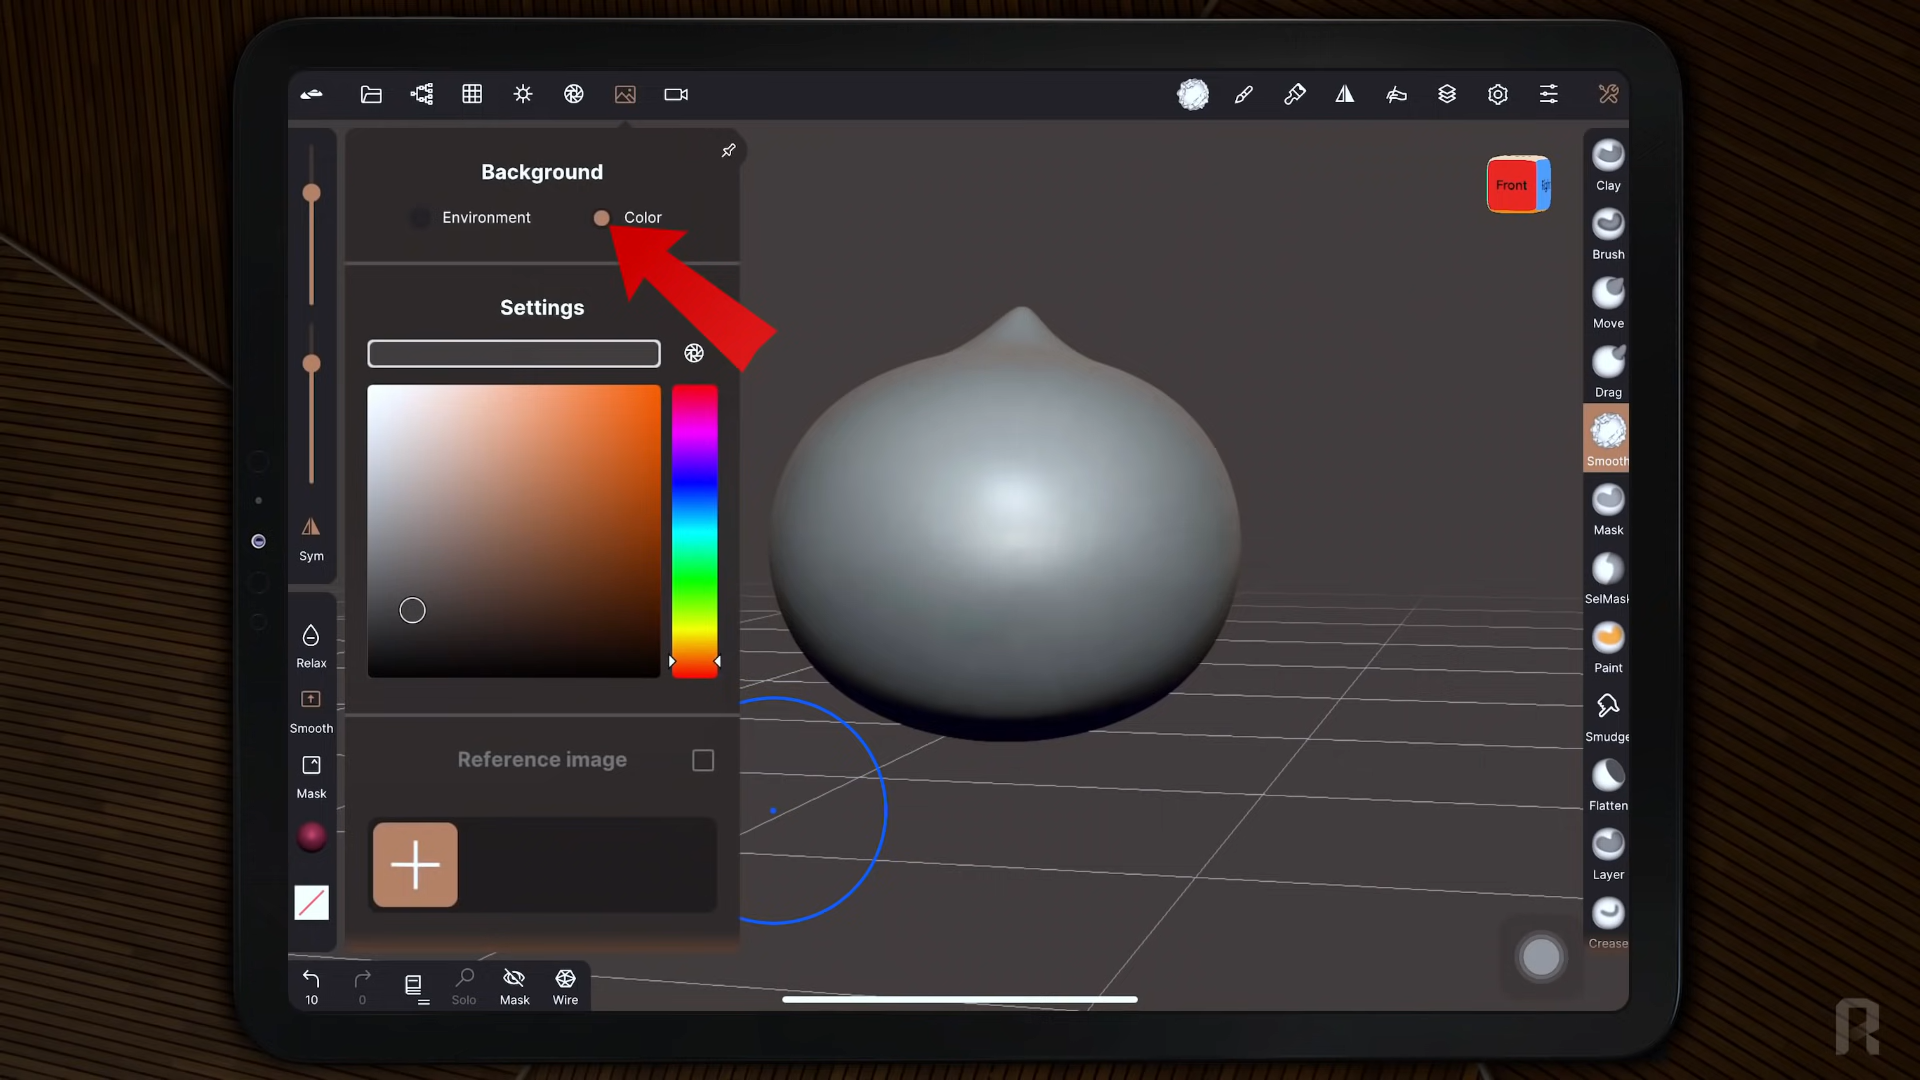 Background
Environment
Color
Settings
Reference image
Sym
Relax
Smooth
Mask
10
0
Solo
Mask
Wire
Front
Clay
Brush
Move
Drag
Smooth
Mask
SelMask
Paint
Smudge
Flatten
Layer
Crease